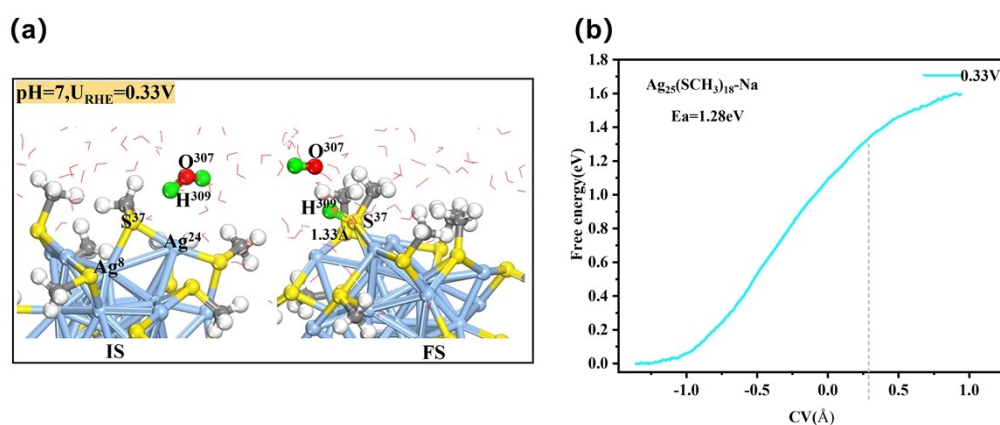 (a)
pH=7,U_RHE=0.33V
O³⁰⁷
H³⁰⁹
S³⁷
Ag²⁴
Ag⁸
IS
O³⁰⁷
H³⁰⁹
S³⁷
1.33Å
FS
(b)
Free energy(eV)
1.8
1.6
1.4
1.2
1.0
0.8
0.6
0.4
0.2
0.0
Ag₂₅(SCH₃)₁₈-Na
Ea=1.28eV
0.33V
-1.0 -0.5 0.0 0.5 1.0
CV(Å)